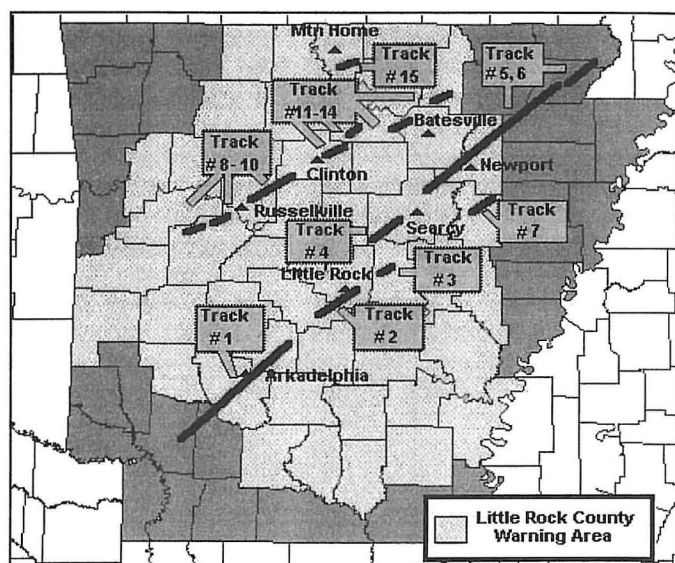 Mtn Home
Track
# 15
Track
# 5, 6
Track
#11-14
Batesville
Track
# 8 - 10
Newport
Clinton
Russellville
Searcy
Track
# 7
Track
# 4
Little Rock
Track
# 3
Track
# 1
Track
# 2
Arkadelphia
Little Rock County
Warning Area